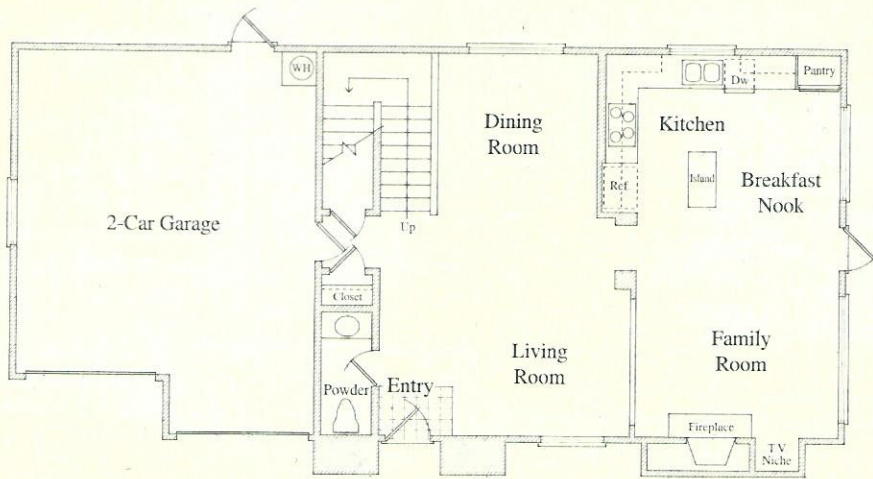 WH
Dw
Pantry
Dining
Room
Kitchen
Ref.
Island
Breakfast
Nook
2-Car Garage
Up
Closet
Powder
Entry
Living
Room
Family
Room
Fireplace
TV
Niche